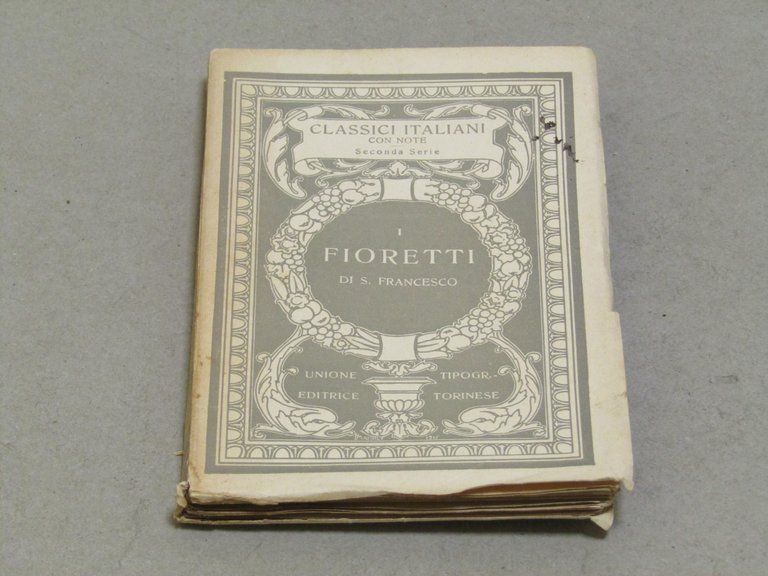 CLASSICI ITALIANI
CON NOTE
Seconda Serie
I
FIORETTI
DI S. FRANCESCO
UNIONE TIPOGR.
EDITRICE TORINESE